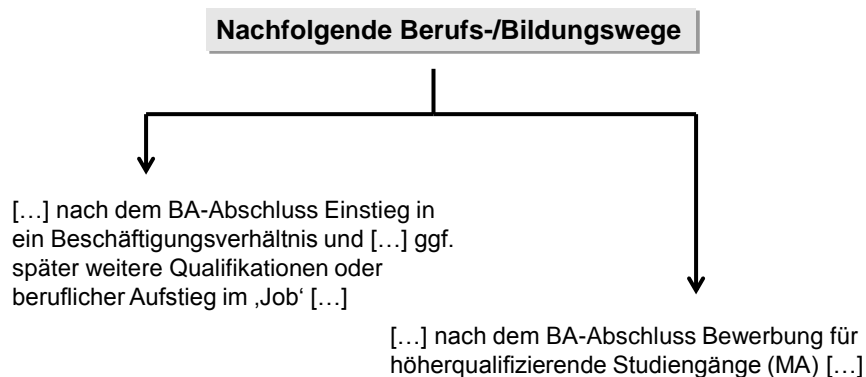 Nachfolgende Berufs-/Bildungswege
[…] nach dem BA-Abschluss Einstieg in
ein Beschäftigungsverhältnis und […] ggf.
später weitere Qualifikationen oder
beruflicher Aufstieg im ‚Job‘ […]
[…] nach dem BA-Abschluss Bewerbung für
höherqualifizierende Studiengänge (MA) […]